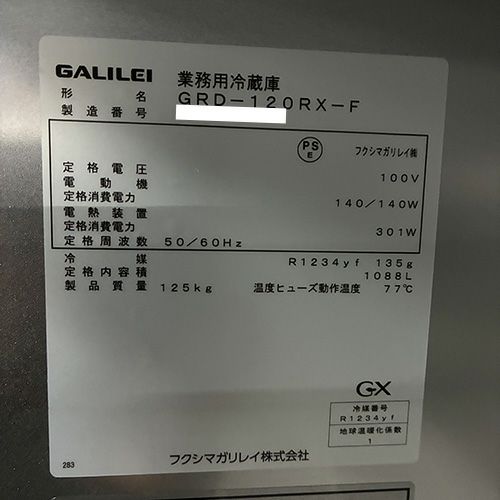 GALILEI 業務用冷蔵庫
形名 GRD-120RX-F
製造番号
PS E フクシマガリレイ㈱
定格電圧 100V
電動機
定格消費電力 140/140W
電熱装置
定格消費電力 301W
定格周波数 50/60Hz
冷媒 R1234yf 135g
定格内容積 1088L
製品質量 125kg 温度ヒューズ動作温度 77℃
GX
冷媒番号
R1234yf
地球温暖化係数
1
283 フクシマガリレイ株式会社